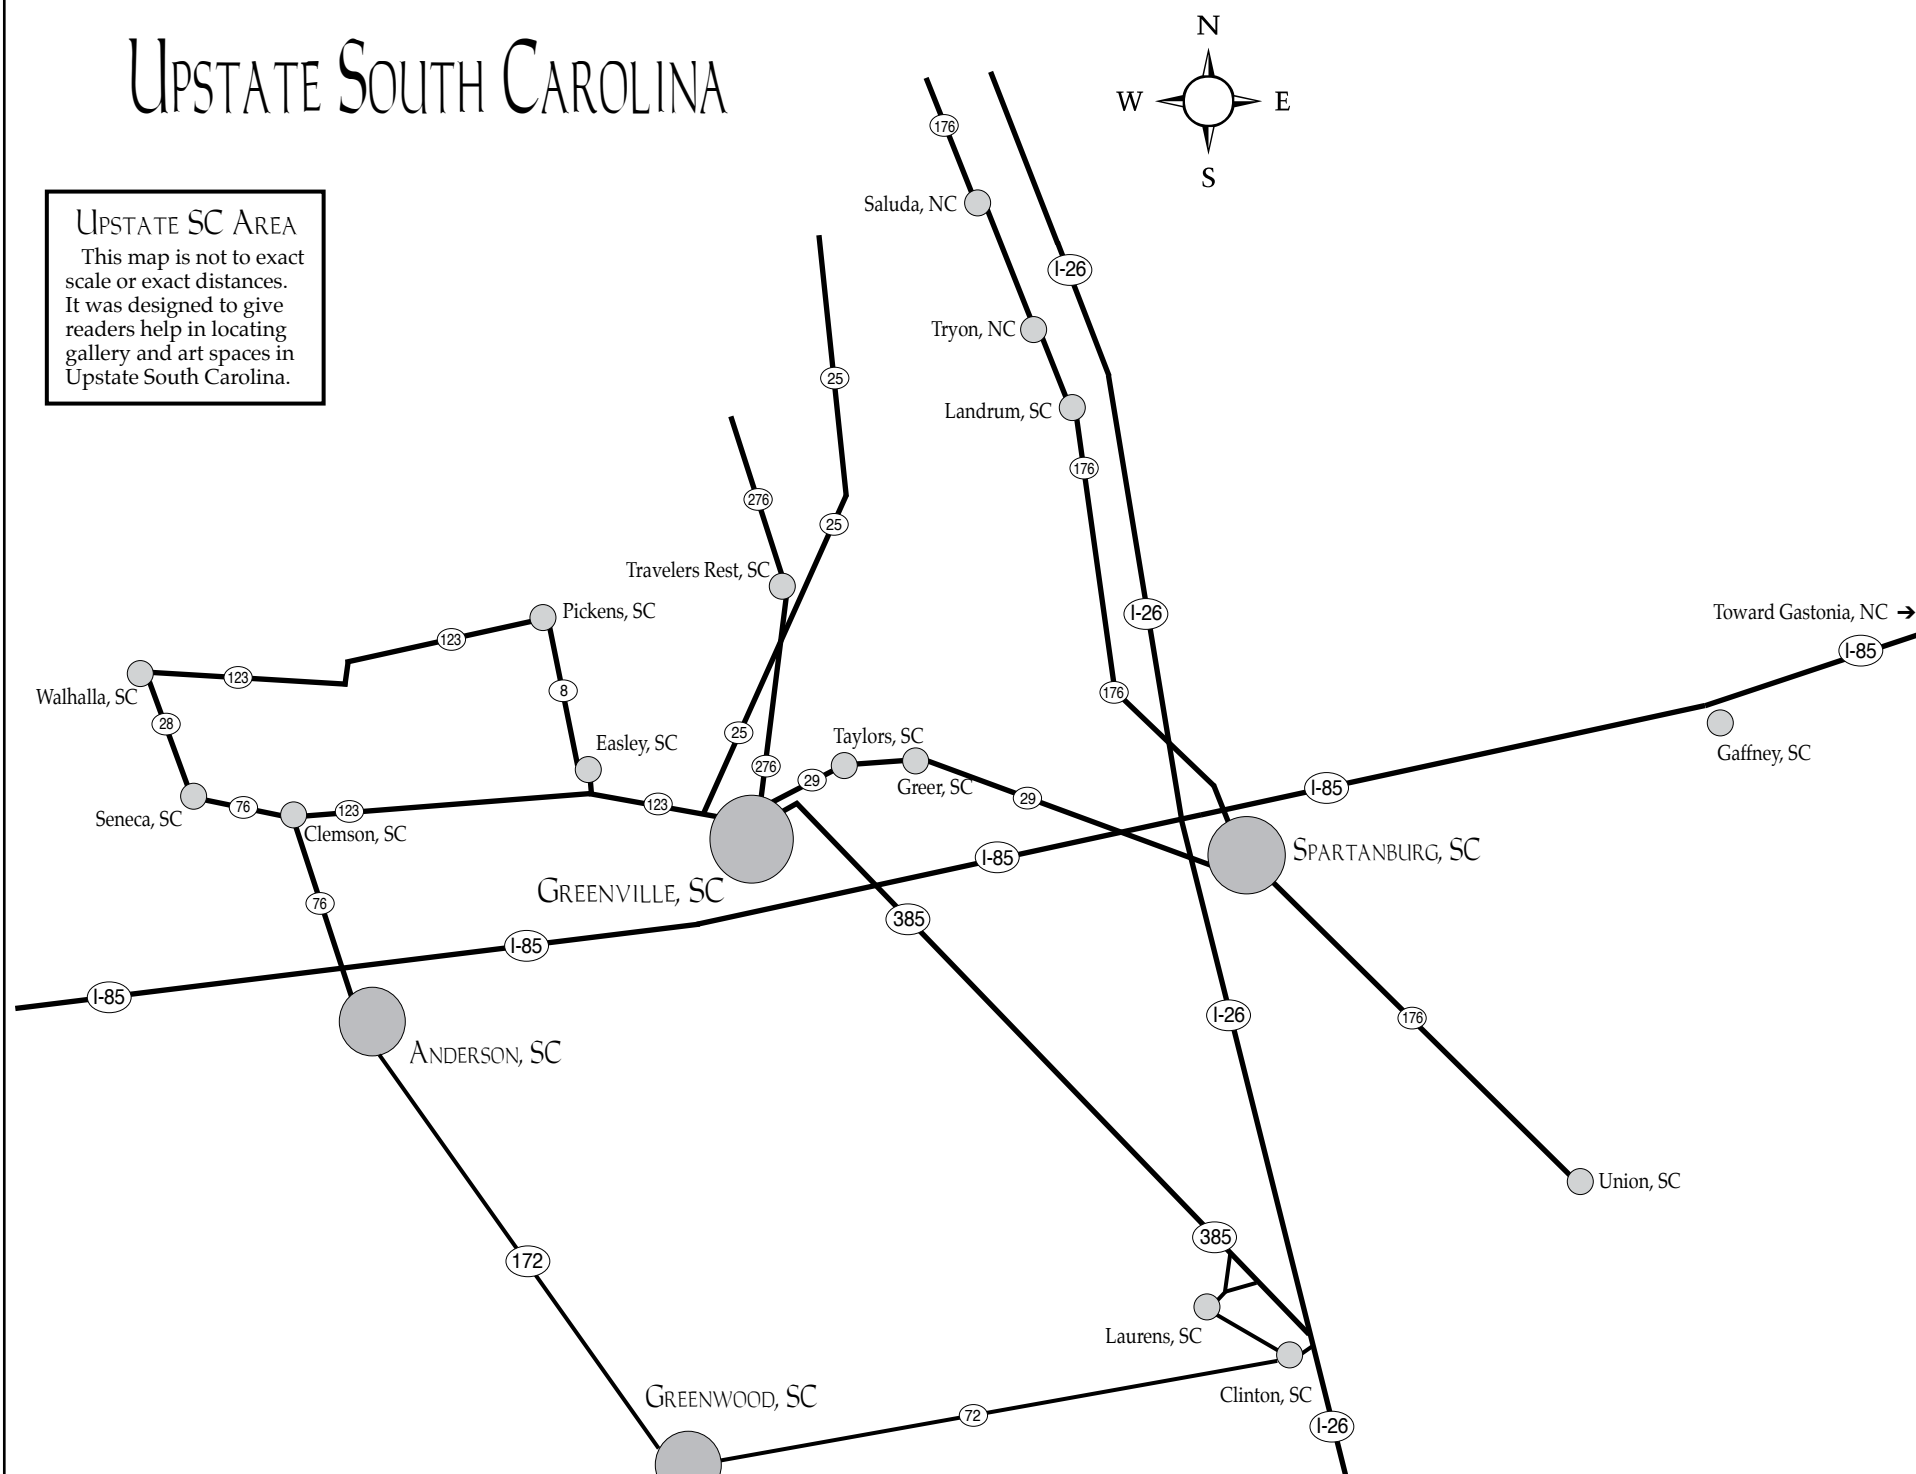 UPSTATE SOUTH CAROLINA
N
W
E
S
UPSTATE SC AREA
This map is not to exact
scale or exact distances.
It was designed to give
readers help in locating
gallery and art spaces in
Upstate South Carolina.
176
Saluda, NC
I-26
Tryon, NC
25
Landrum, SC
176
276
25
Travelers Rest, SC
Pickens, SC
I-26
Toward Gastonia, NC ➔
123
I-85
123
Walhalla, SC
8
176
28
25
Easley, SC
Taylors, SC
Gaffney, SC
276
29
Greer, SC
29
I-85
Seneca, SC
76
123
123
Clemson, SC
SPARTANBURG, SC
I-85
GREENVILLE, SC
76
385
I-85
I-85
I-26
176
ANDERSON, SC
Union, SC
385
172
Laurens, SC
GREENWOOD, SC
Clinton, SC
72
I-26